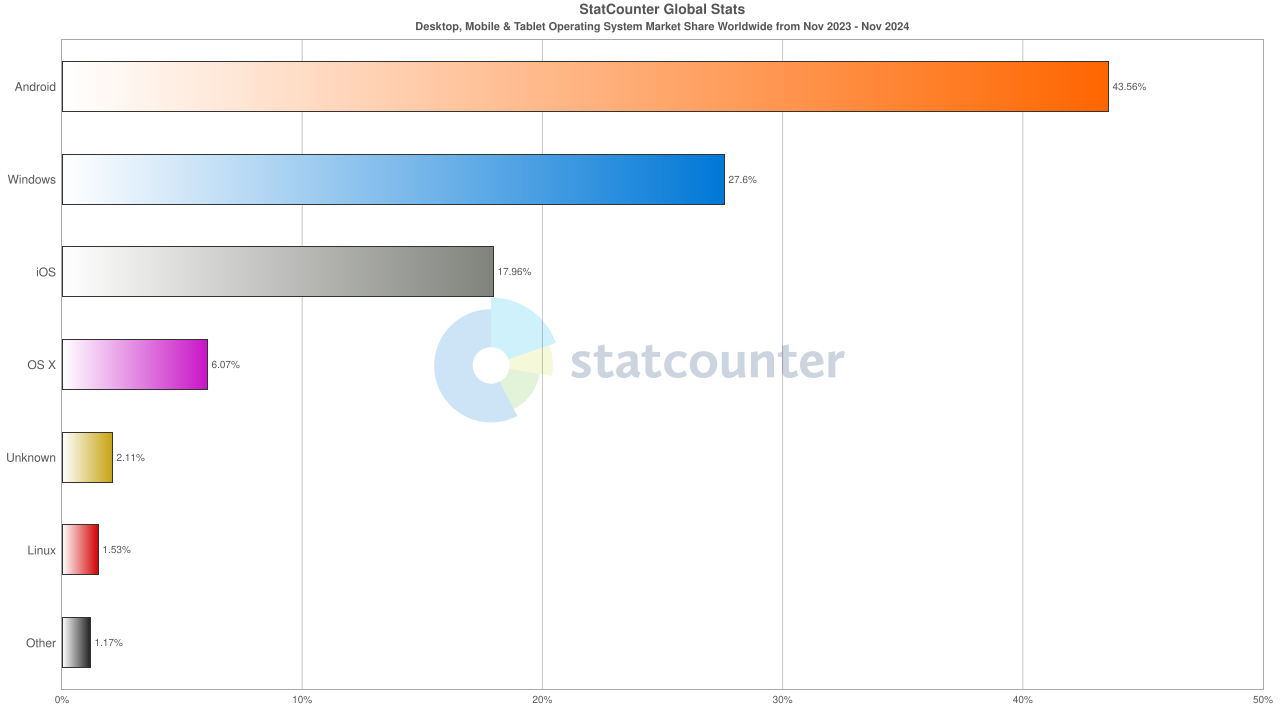 StatCounter Global Stats
Desktop, Mobile & Tablet Operating System Market Share Worldwide from Nov 2023 - Nov 2024
Android 43.56%
Windows 27.6%
iOS 17.96%
statcounter
OS X 6.07%
Unknown 2.11%
Linux 1.53%
Other 1.17%
0% 10% 20% 30% 40% 50%